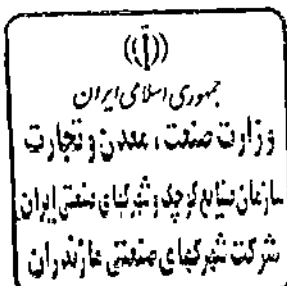 جمهوری اسلامی ایران
وزارت صنعت ، معدن و تجارت
سازمان صنایع کوچک و شهرکهای صنعتی ایران
شرکت شهرکهای صنعتی مازندران